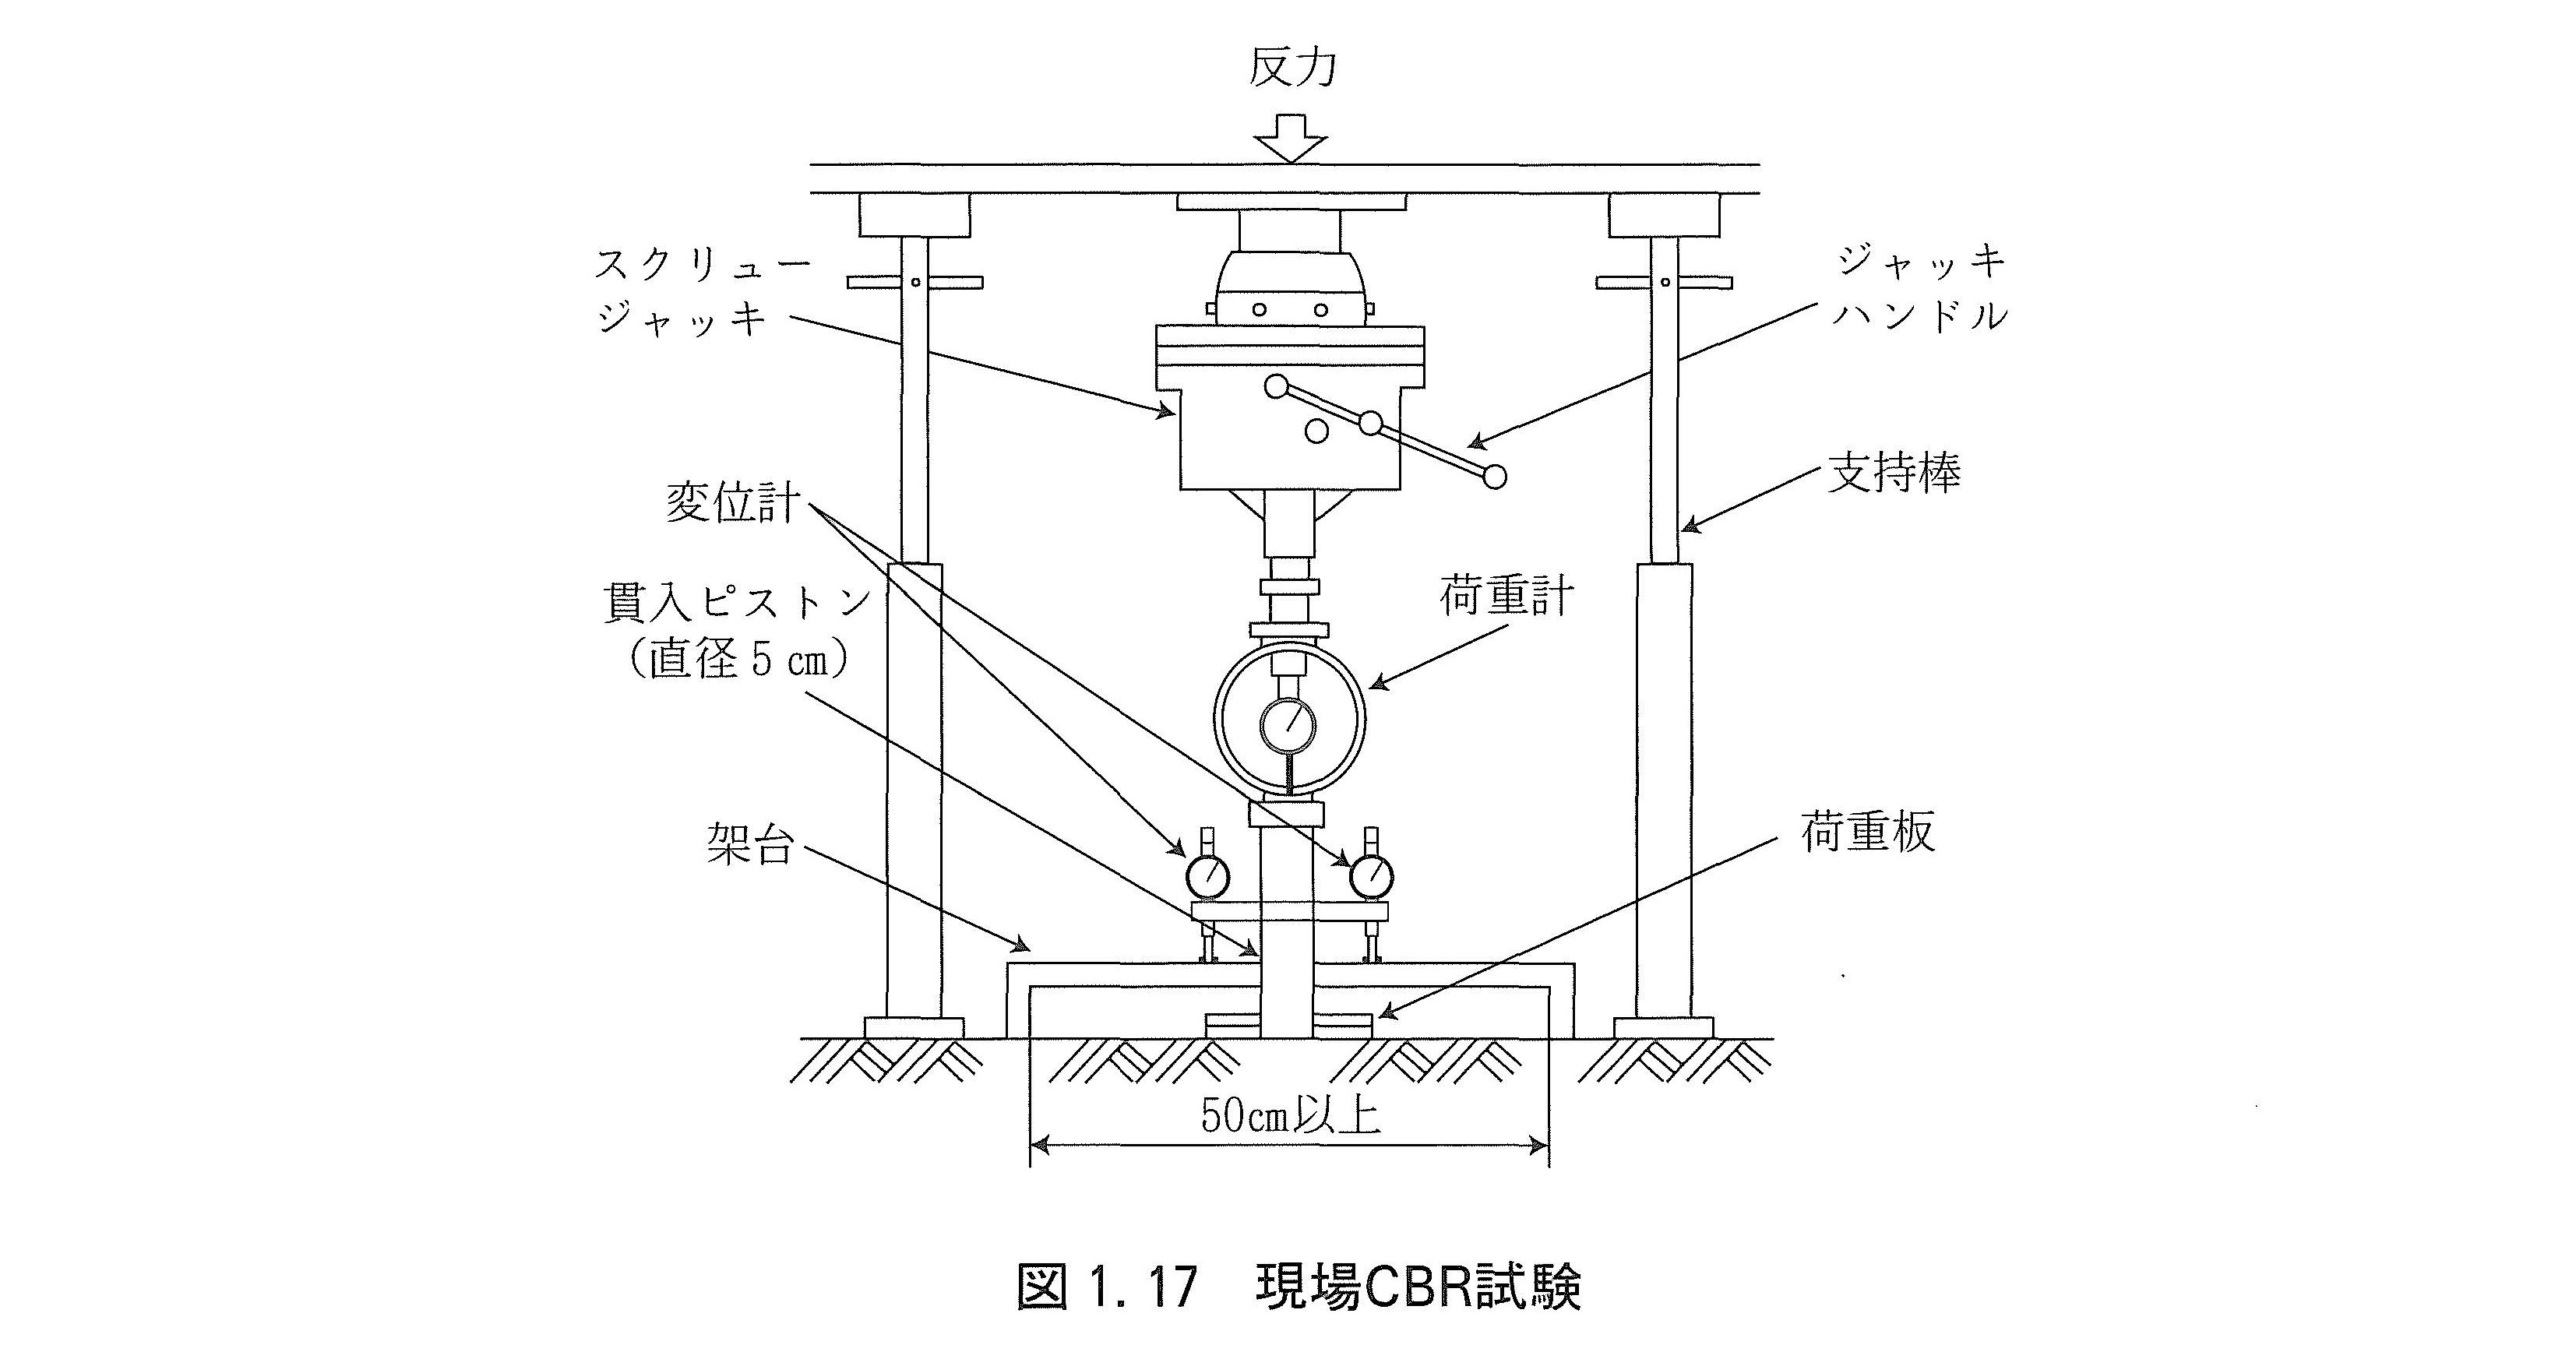 反力
スクリュー
ジャッキ
ジャッキ
ハンドル
支持棒
変位計
貫入ピストン
(直径5cm)
荷重計
架台
荷重板
50cm以上
図1.17 現場CBR試験